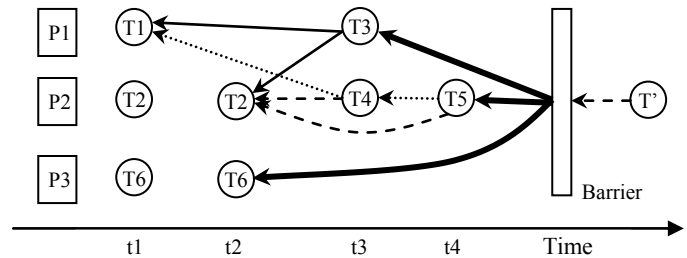 P1 T1 T3
P2 T2 T2 T4 T5 T’
P3 T6 T6
Barrier
t1 t2 t3 t4 Time